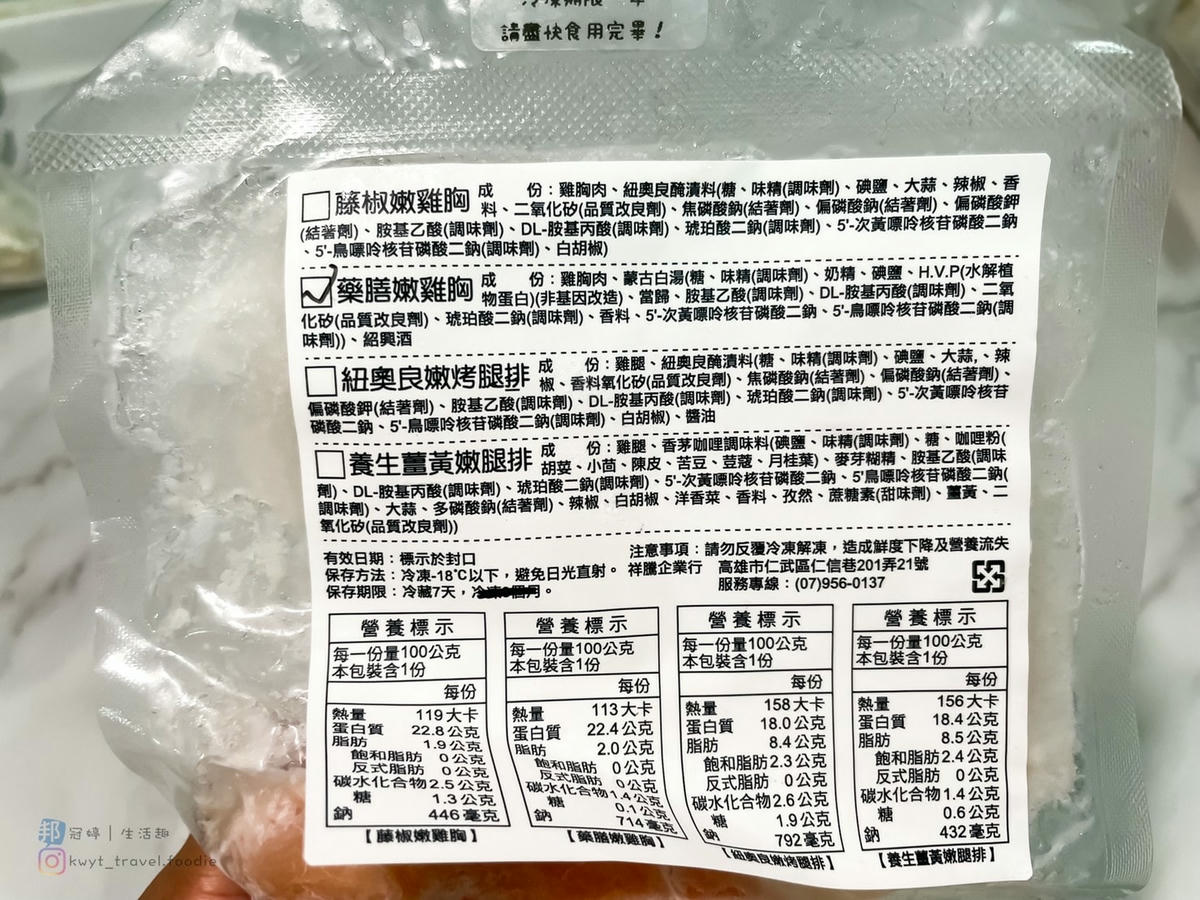 請盡快食用完畢！
藤椒嫩雞胸 成 份：雞胸肉、紐奧良醃漬料(糖、味精(調味劑)、碘鹽、大蒜、辣椒、香
料、二氧化矽(品質改良劑)、焦磷酸鈉(結著劑)、偏磷酸鈉(結著劑)、偏磷酸鉀
(結著劑)、胺基乙酸(調味劑)、DL-胺基丙酸(調味劑)、琥珀酸二鈉(調味劑)、5'-次黃嘌呤核苷磷酸二鈉
、5'-鳥嘌呤核苷磷酸二鈉(調味劑)、白胡椒)
藥膳嫩雞胸 成 份：雞胸肉、蒙古白湯(糖、味精(調味劑)、奶精、碘鹽、H.V.P(水解植
物蛋白)(非基因改造)、當歸、胺基乙酸(調味劑)、DL-胺基丙酸(調味劑)、二氧
化矽(品質改良劑)、琥珀酸二鈉(調味劑)、香料、5'-次黃嘌呤核苷磷酸二鈉、5'-鳥嘌呤核苷磷酸二鈉(調
味劑))、紹興酒
紐奧良嫩烤腿排 成 份：雞腿、紐奧良醃漬料(糖、味精(調味劑)、碘鹽、大蒜,、辣
椒、香料氧化矽(品質改良劑)、焦磷酸鈉(結著劑)、偏磷酸鈉(結著劑)、
偏磷酸鉀(結著劑)、胺基乙酸(調味劑)、DL-胺基丙酸(調味劑)、琥珀酸二鈉(調味劑)、5'-次黃嘌呤核苷
磷酸二鈉、5'-鳥嘌呤核苷磷酸二鈉(調味劑)、白胡椒)、醬油
養生薑黃嫩腿排 成 份：雞腿、香茅咖哩調味料(碘鹽、味精(調味劑)、糖、咖哩粉(
胡荽、小茴、陳皮、苦豆、荳蔻、月桂葉)、麥芽糊精、胺基乙酸(調味
劑)、DL-胺基丙酸(調味劑)、琥珀酸二鈉(調味劑)、5'-次黃嘌呤核苷磷酸二鈉、5'鳥嘌呤核苷磷酸二鈉(
調味劑)、大蒜、多磷酸鈉(結著劑)、辣椒、白胡椒、洋香菜、香料、孜然、蔗糖素(甜味劑)、薑黃、二
氧化矽(品質改良劑))
有效日期：標示於封口
保存方法：冷凍-18℃以下，避免日光直射。
保存期限：冷藏7天，
注意事項：請勿反覆冷凍解凍，造成鮮度下降及營養流失
祥騰企業行 高雄市仁武區仁信巷201弄21號
服務專線：(07)956-0137
營養標示
每一份量100公克
本包裝含1份
每份
熱量 119大卡
蛋白質 22.8公克
脂肪 1.9公克
飽和脂肪 0公克
反式脂肪 0公克
碳水化合物2.5公克
糖 1.3公克
鈉 446毫克
【藤椒嫩雞胸】
營養標示
每一份量100公克
本包裝含1份
每份
熱量 113大卡
蛋白質 22.4公克
脂肪 2.0公克
飽和脂肪 0公克
反式脂肪 0公克
碳水化合物1.4公克
糖 0.1公克
鈉 714毫克
【藥膳嫩雞胸】
營養標示
每一份量100公克
本包裝含1份
每份
熱量 158大卡
蛋白質 18.0公克
脂肪 8.4公克
飽和脂肪2.3公克
反式脂肪 0公克
碳水化合物2.6公克
糖 1.9公克
鈉 792毫克
【紐奧良嫩烤腿排】
營養標示
每一份量100公克
本包裝含1份
每份
熱量 156大卡
蛋白質 18.4公克
脂肪 8.5公克
飽和脂肪2.4公克
反式脂肪 0公克
碳水化合物1.4公克
糖 0.6公克
鈉 432毫克
【養生薑黃嫩腿排】
邦 冠婷｜生活趣
kwyt_travel.foodie